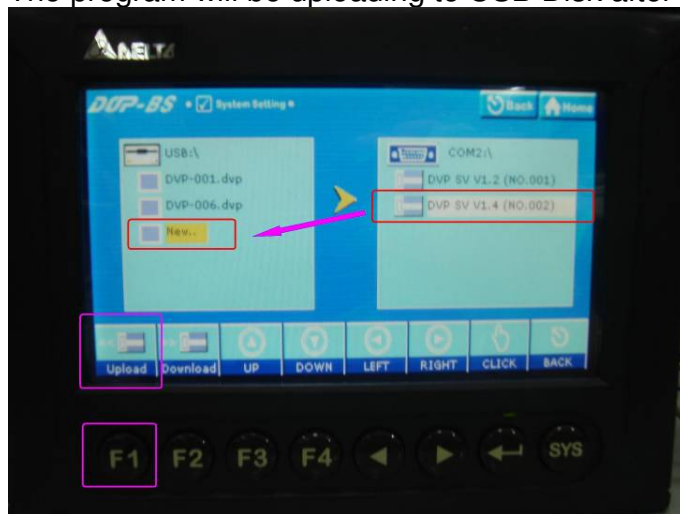 The program will be uploading to USB Disk after
DELTA
DOP-BS • System Setting •
Back
Home
USB:\
DVP-001.dvp
DVP-006.dvp
New..
COM2:\
DVP SV V1.2 (NO.001)
DVP SV V1.4 (NO.002)
Upload Download UP DOWN LEFT RIGHT CLICK BACK
F1 F2 F3 F4 SYS